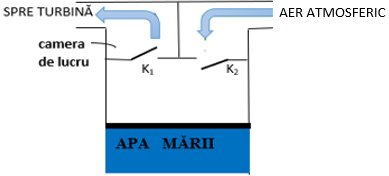 SPRE TURBINĂ
AER ATMOSFERIC
camera
de lucru
K₁
K₂
APA MĂRII